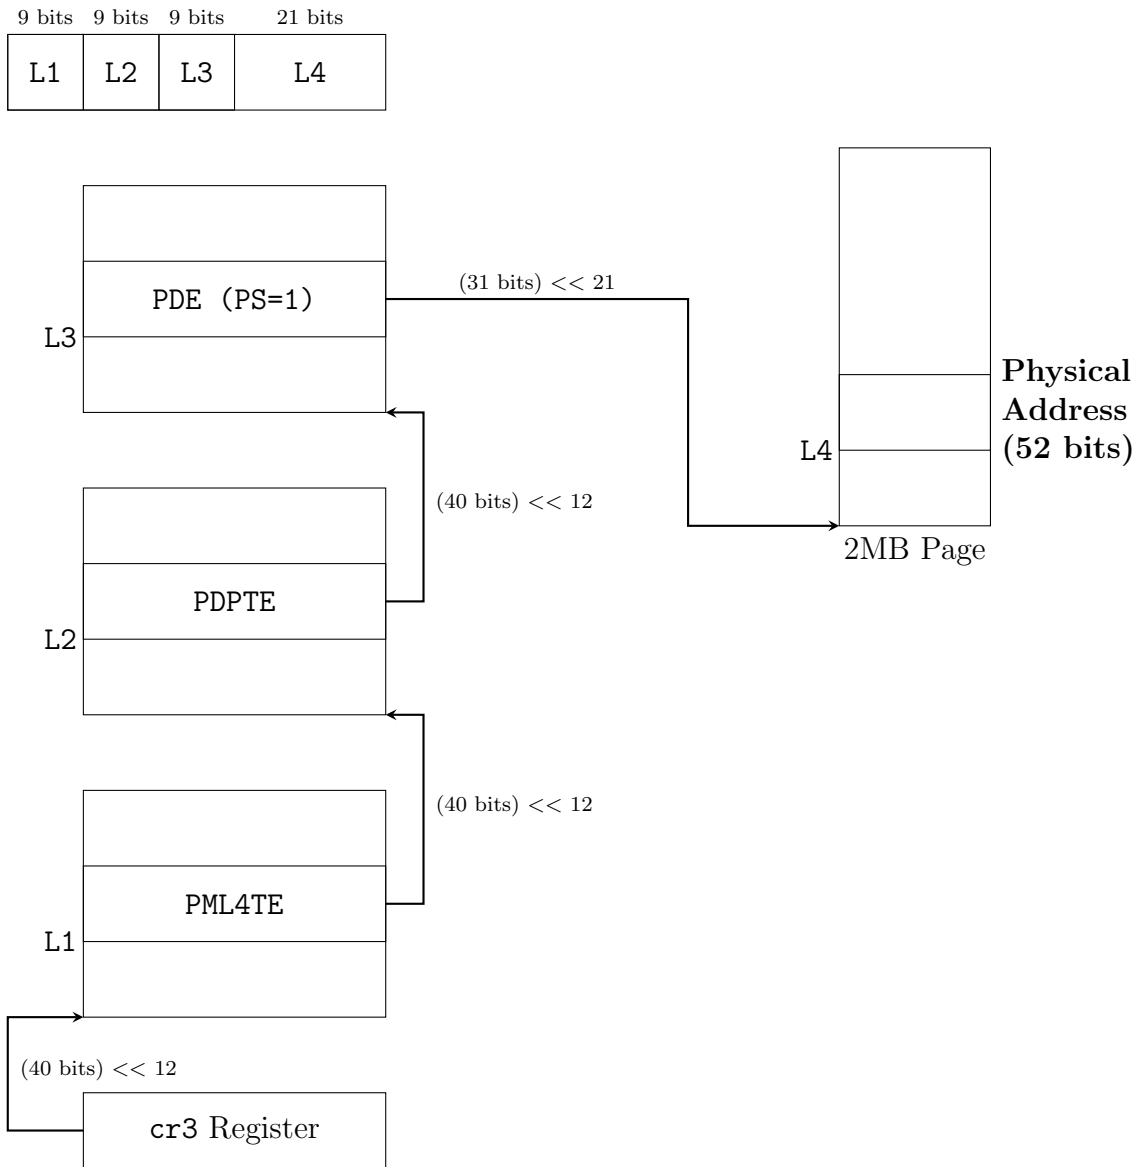 9 bits 9 bits 9 bits 21 bits
L1 L2 L3 L4
PDE (PS=1)
(31 bits) << 21
L3
Physical
Address
(52 bits)
L4
2MB Page
(40 bits) << 12
PDPTE
L2
(40 bits) << 12
PML4TE
L1
(40 bits) << 12
cr3 Register